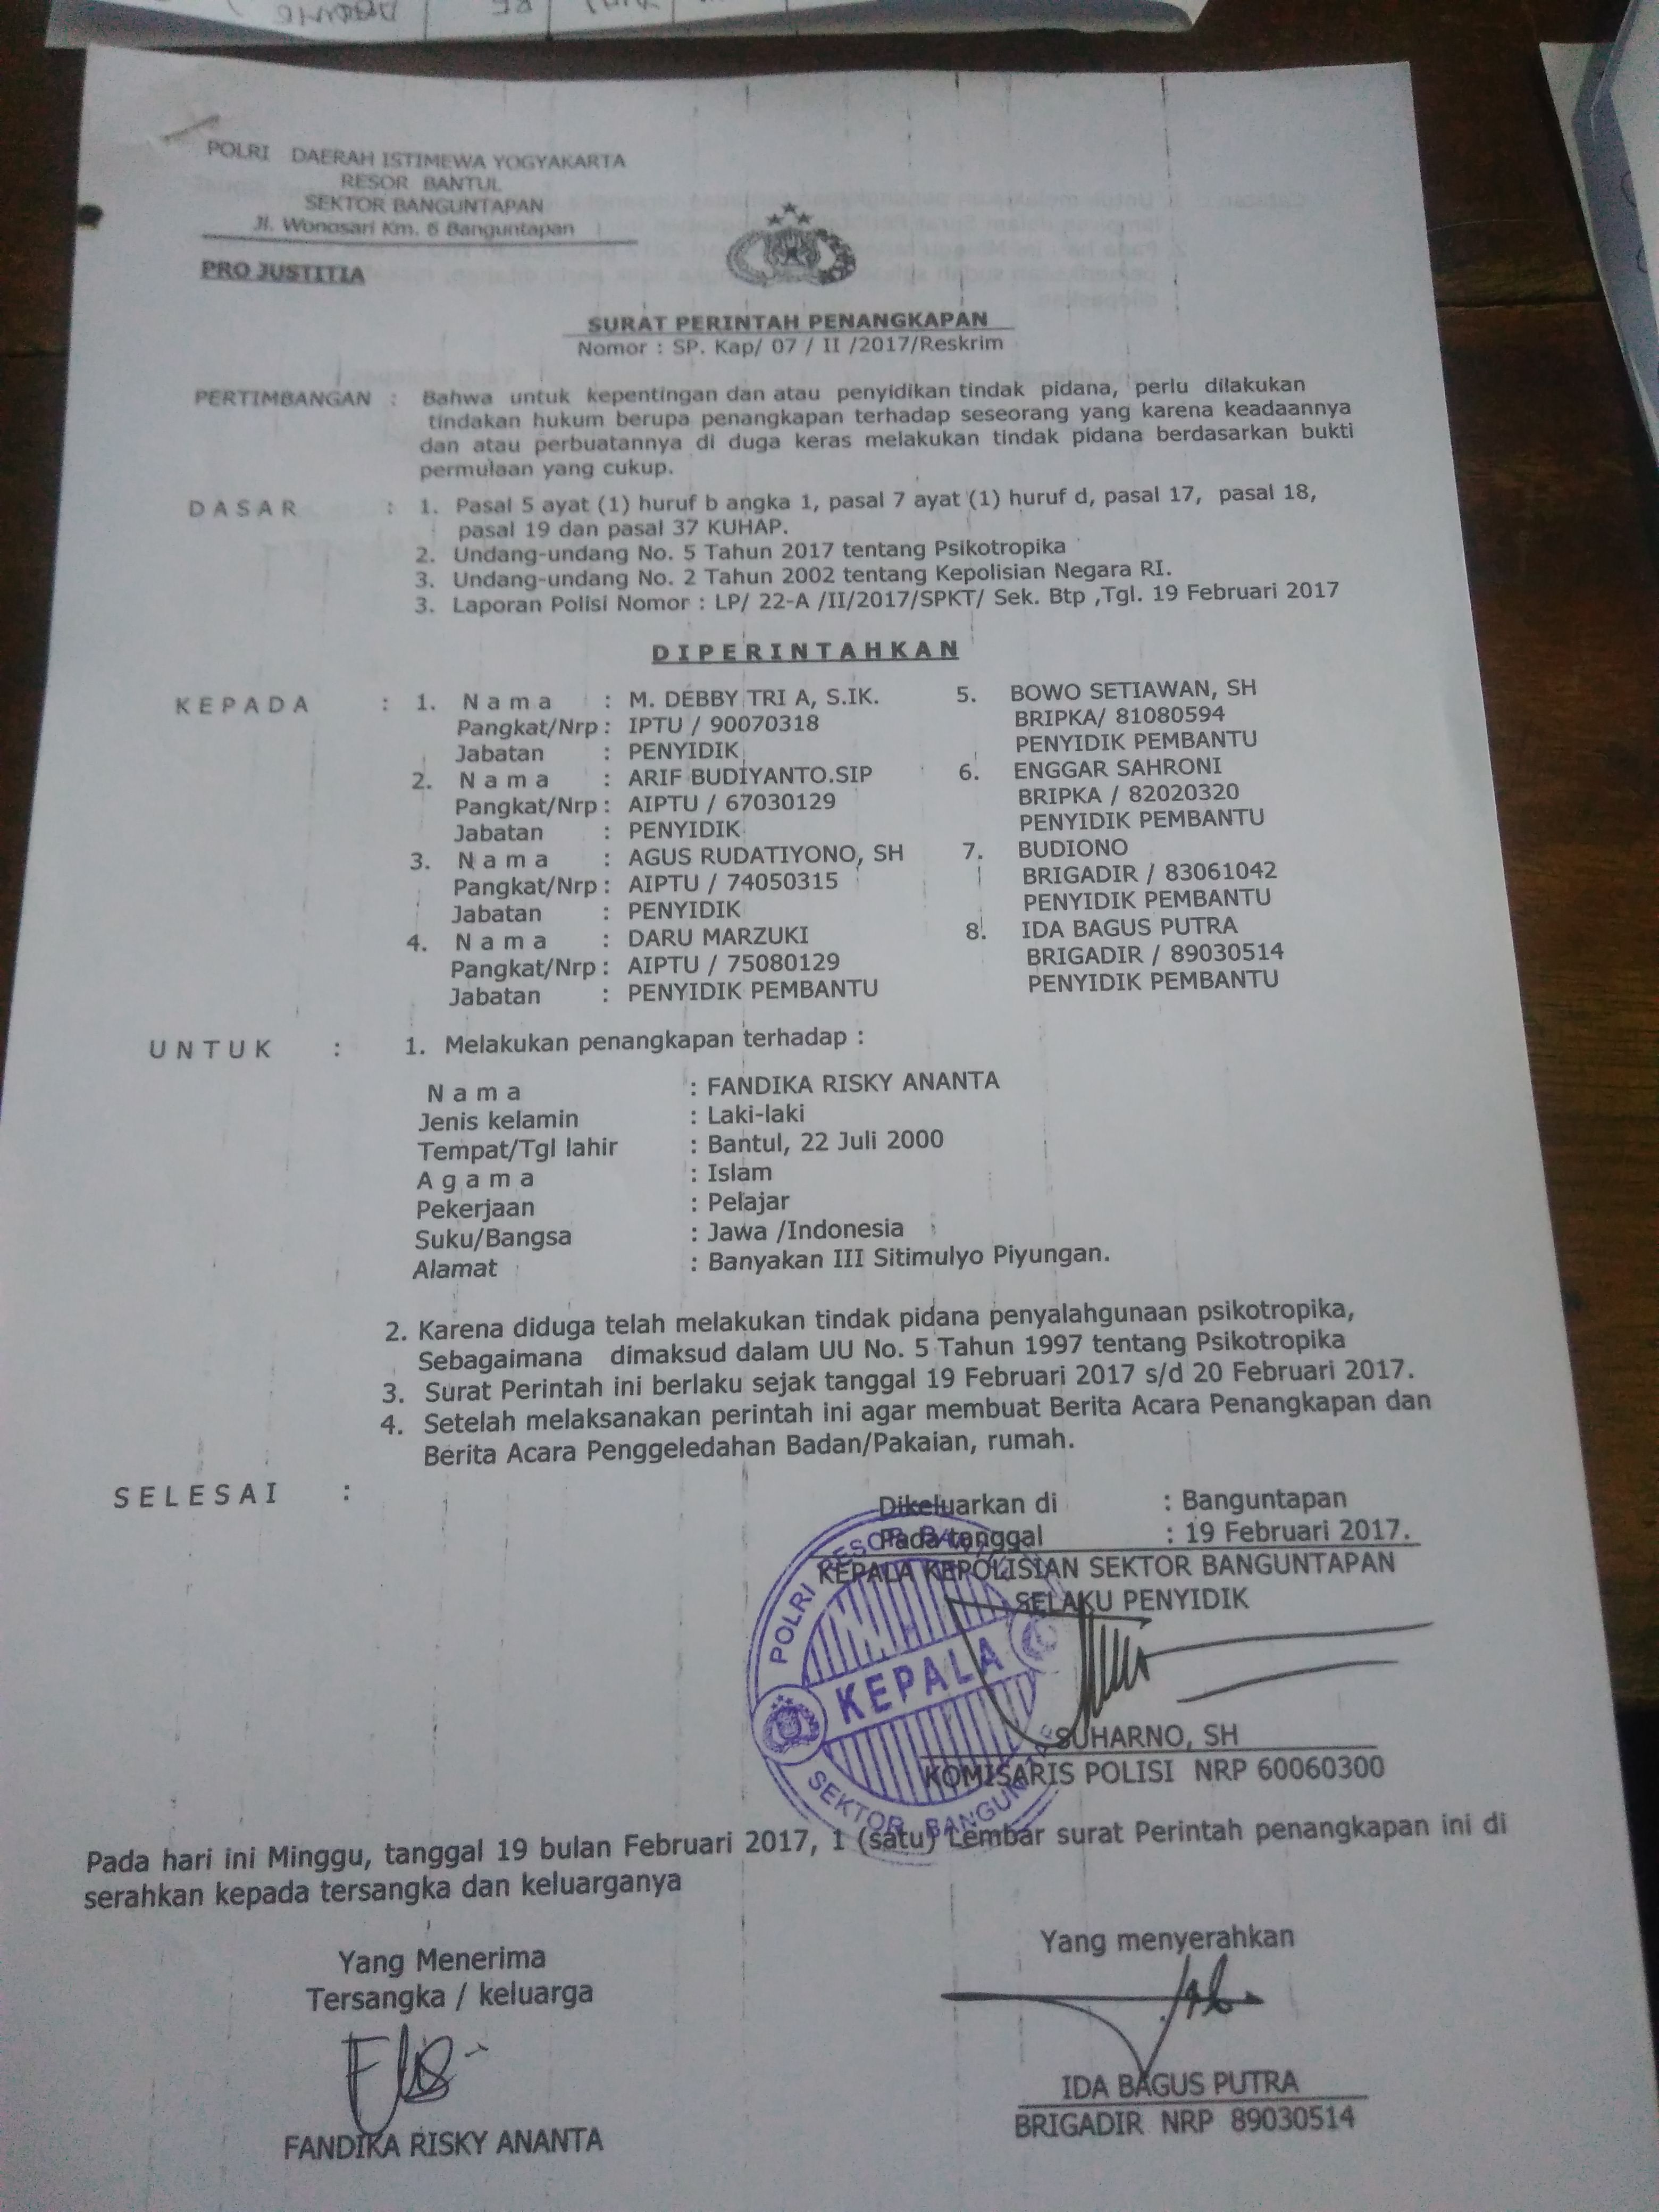 POLRI DAERAH ISTIMEWA YOGYAKARTA
RESOR BANTUL
SEKTOR BANGUNTAPAN
Jl. Wonosari Km. 6 Banguntapan
PRO JUSTITIA
SURAT PERINTAH PENANGKAPAN
Nomor : SP. Kap/ 07 / II /2017/Reskrim
PERTIMBANGAN : Bahwa untuk kepentingan dan atau penyidikan tindak pidana, perlu dilakukan
tindakan hukum berupa penangkapan terhadap seseorang yang karena keadaannya
dan atau perbuatannya di duga keras melakukan tindak pidana berdasarkan bukti
permulaan yang cukup.
D A S A R : 1. Pasal 5 ayat (1) huruf b angka 1, pasal 7 ayat (1) huruf d, pasal 17, pasal 18,
pasal 19 dan pasal 37 KUHAP.
2. Undang-undang No. 5 Tahun 2017 tentang Psikotropika
3. Undang-undang No. 2 Tahun 2002 tentang Kepolisian Negara RI.
3. Laporan Polisi Nomor : LP/ 22-A /II/2017/SPKT/ Sek. Btp ,Tgl. 19 Februari 2017
D I P E R I N T A H K A N
K E P A D A : 1. N a m a : M. DEBBY TRI A, S.IK. 5. BOWO SETIAWAN, SH
Pangkat/Nrp : IPTU / 90070318 BRIPKA/ 81080594
Jabatan : PENYIDIK PENYIDIK PEMBANTU
2. N a m a : ARIF BUDIYANTO.SIP 6. ENGGAR SAHRONI
Pangkat/Nrp : AIPTU / 67030129 BRIPKA / 82020320
Jabatan : PENYIDIK PENYIDIK PEMBANTU
3. N a m a : AGUS RUDATIYONO, SH 7. BUDIONO
Pangkat/Nrp : AIPTU / 74050315 BRIGADIR / 83061042
Jabatan : PENYIDIK PENYIDIK PEMBANTU
4. N a m a : DARU MARZUKI 8. IDA BAGUS PUTRA
Pangkat/Nrp : AIPTU / 75080129 BRIGADIR / 89030514
Jabatan : PENYIDIK PEMBANTU PENYIDIK PEMBANTU
U N T U K : 1. Melakukan penangkapan terhadap :
N a m a : FANDIKA RISKY ANANTA
Jenis kelamin : Laki-laki
Tempat/Tgl lahir : Bantul, 22 Juli 2000
A g a m a : Islam
Pekerjaan : Pelajar
Suku/Bangsa : Jawa /Indonesia
Alamat : Banyakan III Sitimulyo Piyungan.
2. Karena diduga telah melakukan tindak pidana penyalahgunaan psikotropika,
Sebagaimana dimaksud dalam UU No. 5 Tahun 1997 tentang Psikotropika
3. Surat Perintah ini berlaku sejak tanggal 19 Februari 2017 s/d 20 Februari 2017.
4. Setelah melaksanakan perintah ini agar membuat Berita Acara Penangkapan dan
Berita Acara Penggeledahan Badan/Pakaian, rumah.
S E L E S A I :
Dikeluarkan di : Banguntapan
Pada tanggal : 19 Februari 2017.
KEPALA KEPOLISIAN SEKTOR BANGUNTAPAN
SELAKU PENYIDIK
POLRI RESOR
KEPALA
SEKTOR
SUHARNO, SH
KOMISARIS POLISI NRP 60060300
Pada hari ini Minggu, tanggal 19 bulan Februari 2017, 1 (satu) Lembar surat Perintah penangkapan ini di
serahkan kepada tersangka dan keluarganya
Yang Menerima
Tersangka / keluarga
Yang menyerahkan
FANDIKA RISKY ANANTA
IDA BAGUS PUTRA
BRIGADIR NRP 89030514